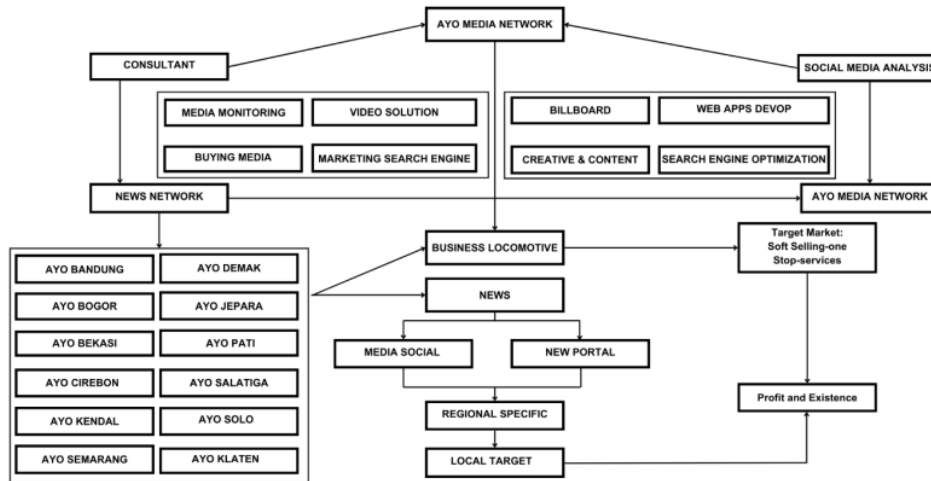 AYO MEDIA NETWORK
CONSULTANT
SOCIAL MEDIA ANALYSIS
MEDIA MONITORING
VIDEO SOLUTION
BILLBOARD
WEB APPS DEVOP
BUYING MEDIA
MARKETING SEARCH ENGINE
CREATIVE & CONTENT
SEARCH ENGINE OPTIMIZATION
NEWS NETWORK
AYO MEDIA NETWORK
BUSINESS LOCOMOTIVE
Target Market:
Soft Selling-one
Stop-services
AYO BANDUNG
AYO DEMAK
AYO BOGOR
AYO JEPARA
AYO BEKASI
AYO PATI
AYO CIREBON
AYO SALATIGA
AYO KENDAL
AYO SOLO
AYO SEMARANG
AYO KLATEN
NEWS
MEDIA SOCIAL
NEW PORTAL
REGIONAL SPECIFIC
LOCAL TARGET
Profit and Existence